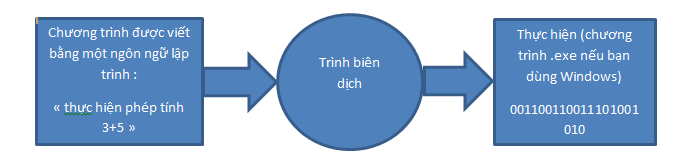 Chương trình được viết
bằng một ngôn ngữ lập
trình :
« thực hiện phép tính
3+5 »
Trình biên
dịch
Thực hiện (chương
trình .exe nếu bạn
dùng Windows)
001100110011101001
010